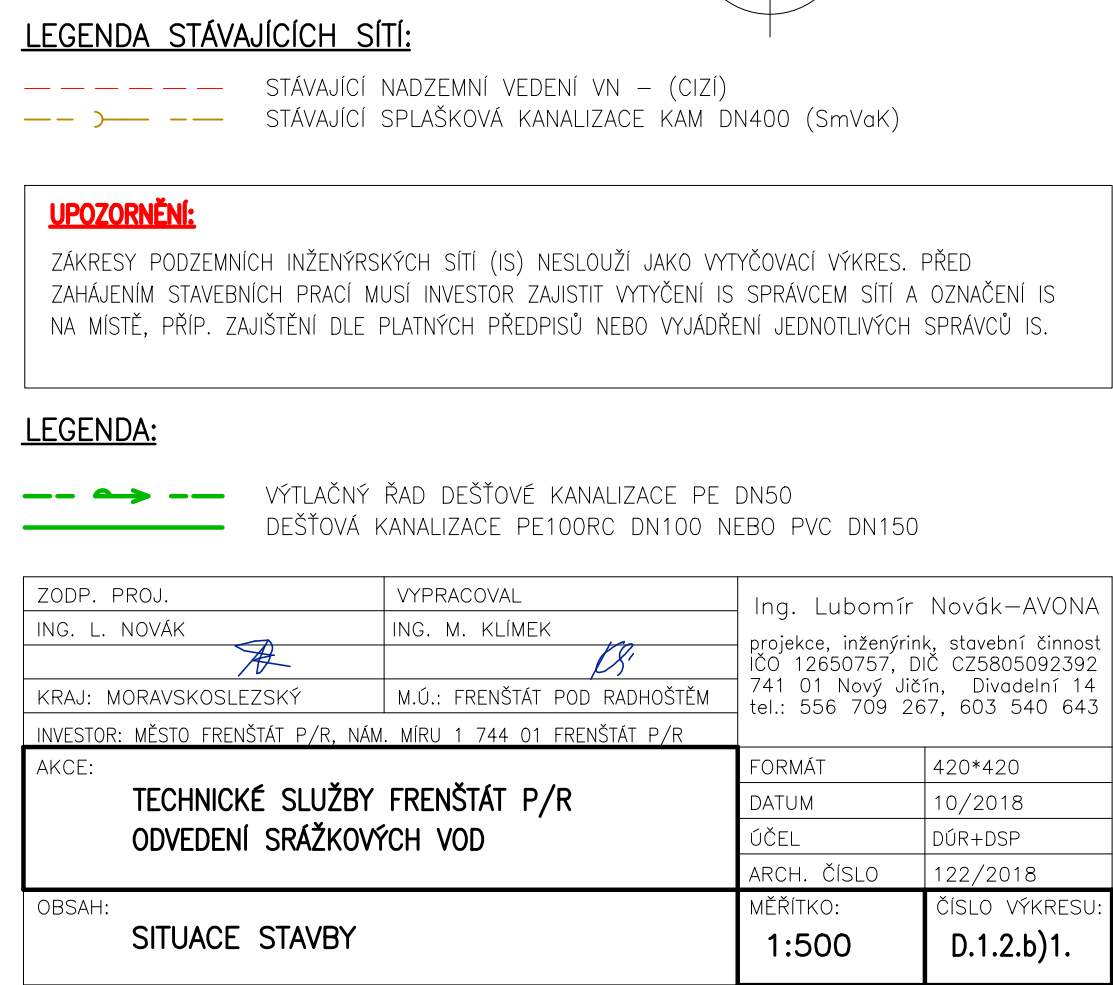 LEGENDA STÁVAJÍCÍCH SÍTÍ:
STÁVAJÍCÍ NADZEMNÍ VEDENÍ VN – (CIZÍ)
STÁVAJÍCÍ SPLAŠKOVÁ KANALIZACE KAM DN400 (SmVaK)
UPOZORNĚNÍ:
ZÁKRESY PODZEMNÍCH INŽENÝRSKÝCH SÍTÍ (IS) NESLOUŽÍ JAKO VYTYČOVACÍ VÝKRES. PŘED
ZAHÁJENÍM STAVEBNÍCH PRACÍ MUSÍ INVESTOR ZAJISTIT VYTYČENÍ IS SPRÁVCEM SÍTÍ A OZNAČENÍ IS
NA MÍSTĚ, PŘÍP. ZAJIŠTĚNÍ DLE PLATNÝCH PŘEDPISŮ NEBO VYJÁDŘENÍ JEDNOTLIVÝCH SPRÁVCŮ IS.
LEGENDA:
VÝTLAČNÝ ŘAD DEŠŤOVÉ KANALIZACE PE DN50
DEŠŤOVÁ KANALIZACE PE100RC DN100 NEBO PVC DN150
ZODP. PROJ.
VYPRACOVAL
ING. L. NOVÁK
ING. M. KLÍMEK
KRAJ: MORAVSKOSLEZSKÝ
M.Ú.: FRENŠTÁT POD RADHOŠTĚM
INVESTOR: MĚSTO FRENŠTÁT P/R, NÁM. MÍRU 1 744 01 FRENŠTÁT P/R
Ing. Lubomír Novák–AVONA
projekce, inženýrink, stavební činnost
IČO 12650757, DIČ CZ5805092392
741 01 Nový Jičín, Divadelní 14
tel.: 556 709 267, 603 540 643
AKCE:
TECHNICKÉ SLUŽBY FRENŠTÁT P/R
ODVEDENÍ SRÁŽKOVÝCH VOD
FORMÁT
420*420
DATUM
10/2018
ÚČEL
DÚR+DSP
ARCH. ČÍSLO
122/2018
OBSAH:
SITUACE STAVBY
MĚŘÍTKO:
1:500
ČÍSLO VÝKRESU:
D.1.2.b)1.